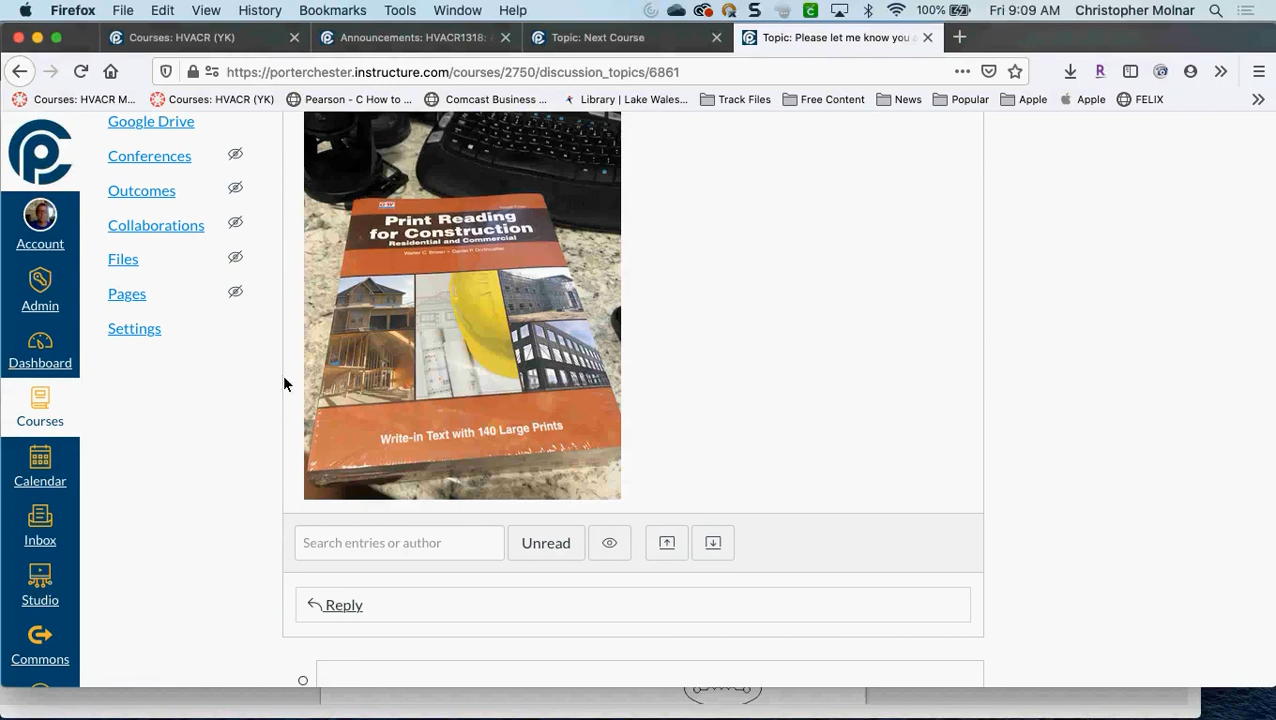 Firefox File Edit View History Bookmarks Tools Window Help 100% Fri 9:09 AM Christopher Molnar
Courses: HVACR (YK) Announcements: HVACR1318: Topic: Next Course Topic: Please let me know you
https://porterchester.instructure.com/courses/2750/discussion_topics/6861
Courses: HVACR M... Courses: HVACR (YK) Pearson - C How to ... Comcast Business ... Library | Lake Wales... Track Files Free Content News Popular Apple Apple FELIX
Google Drive
Conferences
Outcomes
Collaborations
Files
Pages
Settings
Account
Admin
Dashboard
Courses
Calendar
Inbox
Studio
Commons
Print Reading
for Construction
Residential and Commercial
Write-in Text with 140 Large Prints
Search entries or author Unread
Reply